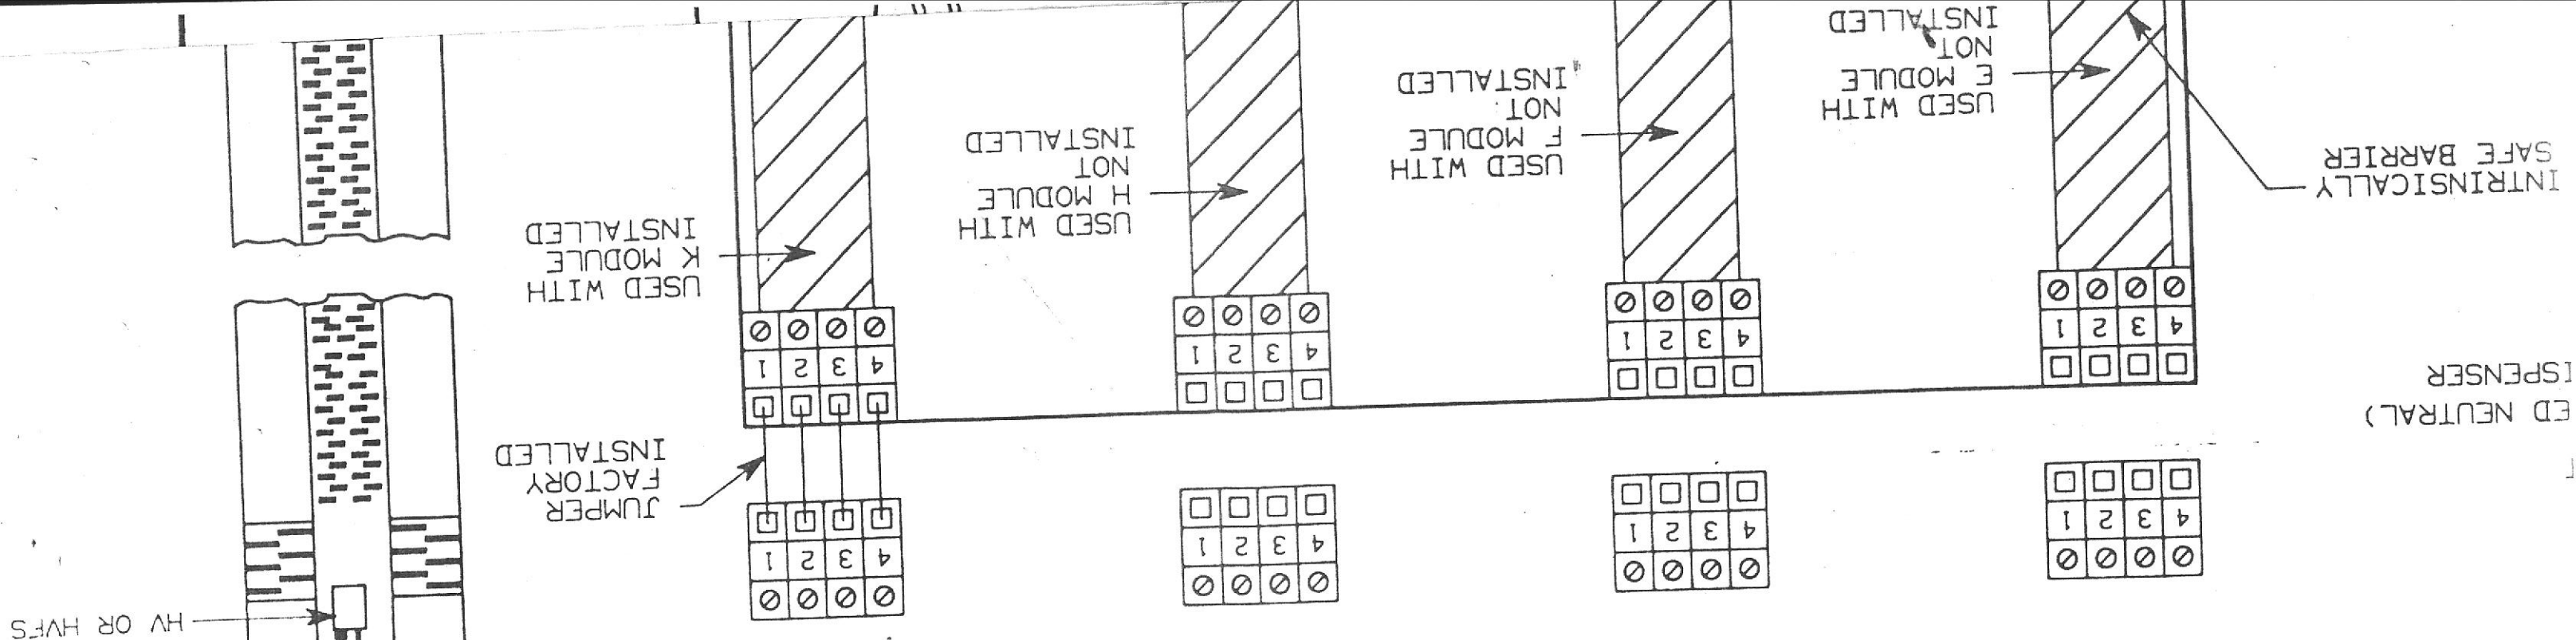 HV OR HVFS
4 3 2 1
4 3 2 1
4 3 2 1
4 3 2 1
JUMPER
FACTORY
INSTALLED
ED NEUTRAL)
ISPENSER
4 3 2 1
4 3 2 1
4 3 2 1
4 3 2 1
INTRINSICALLY
SAFE BARRIER
USED WITH
E MODULE
NOT
INSTALLED
USED WITH
F MODULE
NOT
INSTALLED
USED WITH
H MODULE
NOT
INSTALLED
USED WITH
K MODULE
INSTALLED